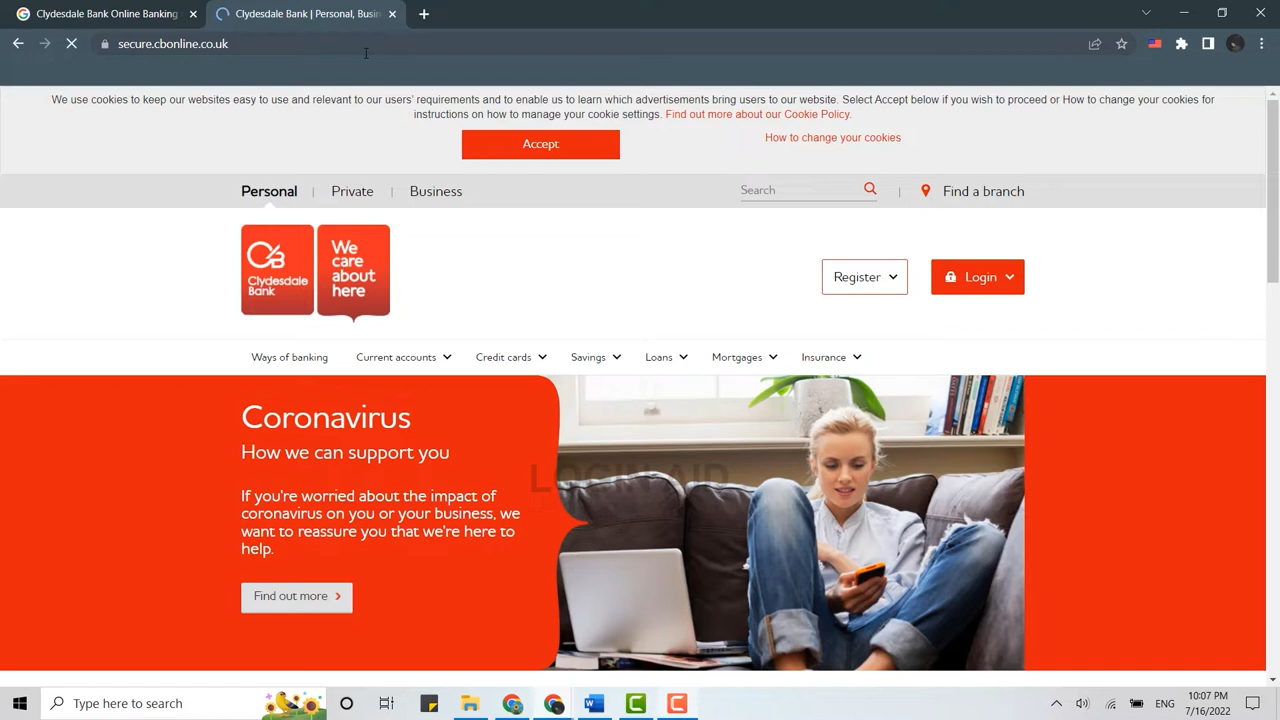 Clydesdale Bank Online Banking
Clydesdale Bank | Personal, Busin
secure.cbonline.co.uk
We use cookies to keep our websites easy to use and relevant to our users' requirements and to enable us to learn which advertisements bring users to our website. Select Accept below if you wish to proceed or How to change your cookies for
instructions on how to manage your cookie settings. Find out more about our Cookie Policy.
Accept
How to change your cookies
Personal | Private | Business
Search
| Find a branch
CB
Clydesdale
Bank
We
care
about
here
Register
Login
Ways of banking
Current accounts
Credit cards
Savings
Loans
Mortgages
Insurance
Coronavirus
How we can support you
If you're worried about the impact of
coronavirus on you or your business, we
want to reassure you that we're here to
help.
Find out more
LOGIN AID
Type here to search
ENG
10:07 PM
7/16/2022